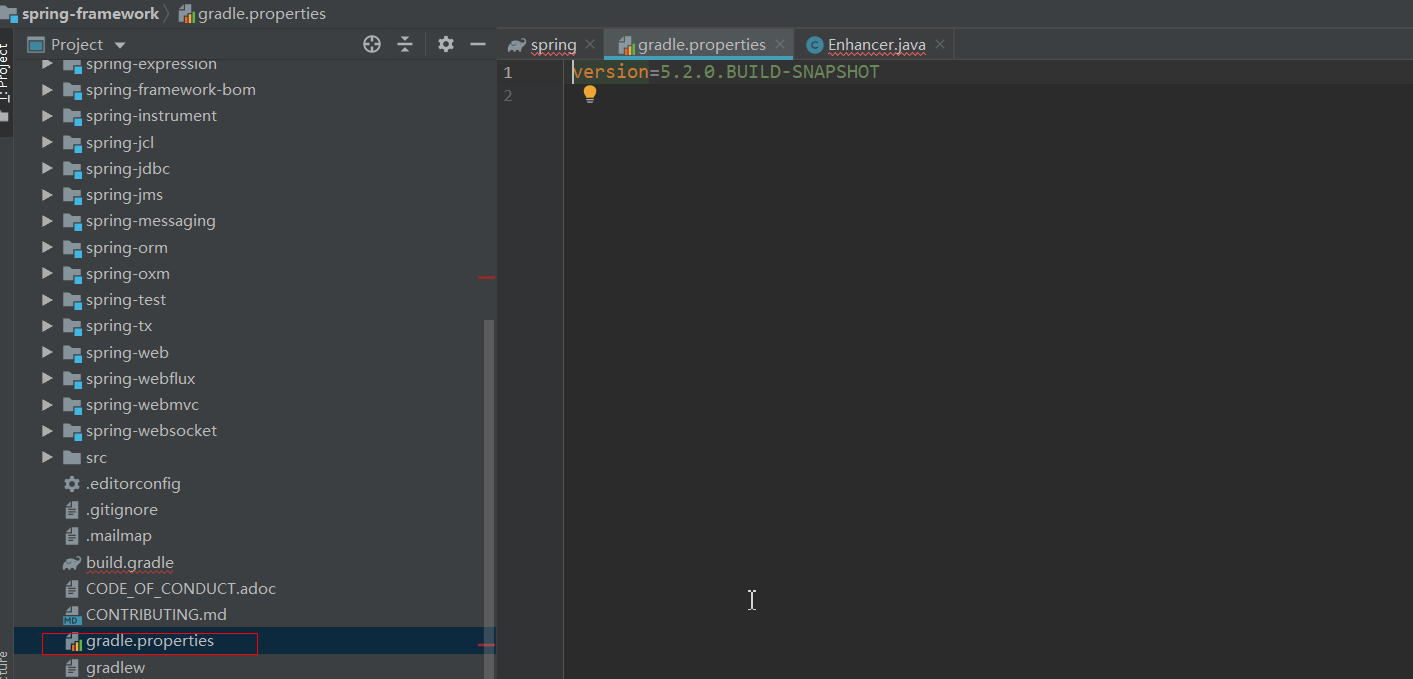 spring-framework gradle.properties
Project
spring gradle.properties Enhancer.java
1: Project
spring-expression
spring-framework-bom
spring-instrument
spring-jcl
spring-jdbc
spring-jms
spring-messaging
spring-orm
spring-oxm
spring-test
spring-tx
spring-web
spring-webflux
spring-webmvc
spring-websocket
src
.editorconfig
.gitignore
.mailmap
build.gradle
CODE_OF_CONDUCT.adoc
MD CONTRIBUTING.md
gradle.properties
gradlew
1 version=5.2.0.BUILD-SNAPSHOT
2